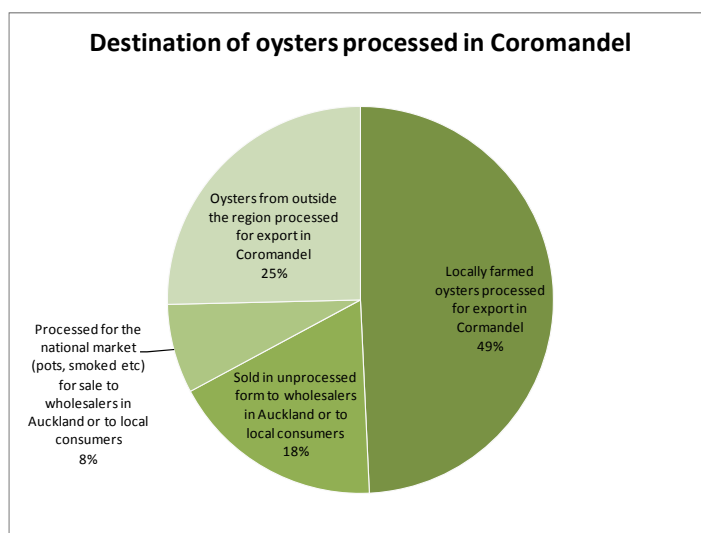 Destination of oysters processed in Coromandel
Oysters from outside
the region processed
for export in
Coromandel
25%
Locally farmed
oysters processed
for export in
Cormandel
49%
Processed for the
national market
(pots, smoked etc)
for sale to
wholesalers in
Auckland or to local
consumers
8%
Sold in unprocessed
form to wholesalers
in Auckland or to
local consumers
18%